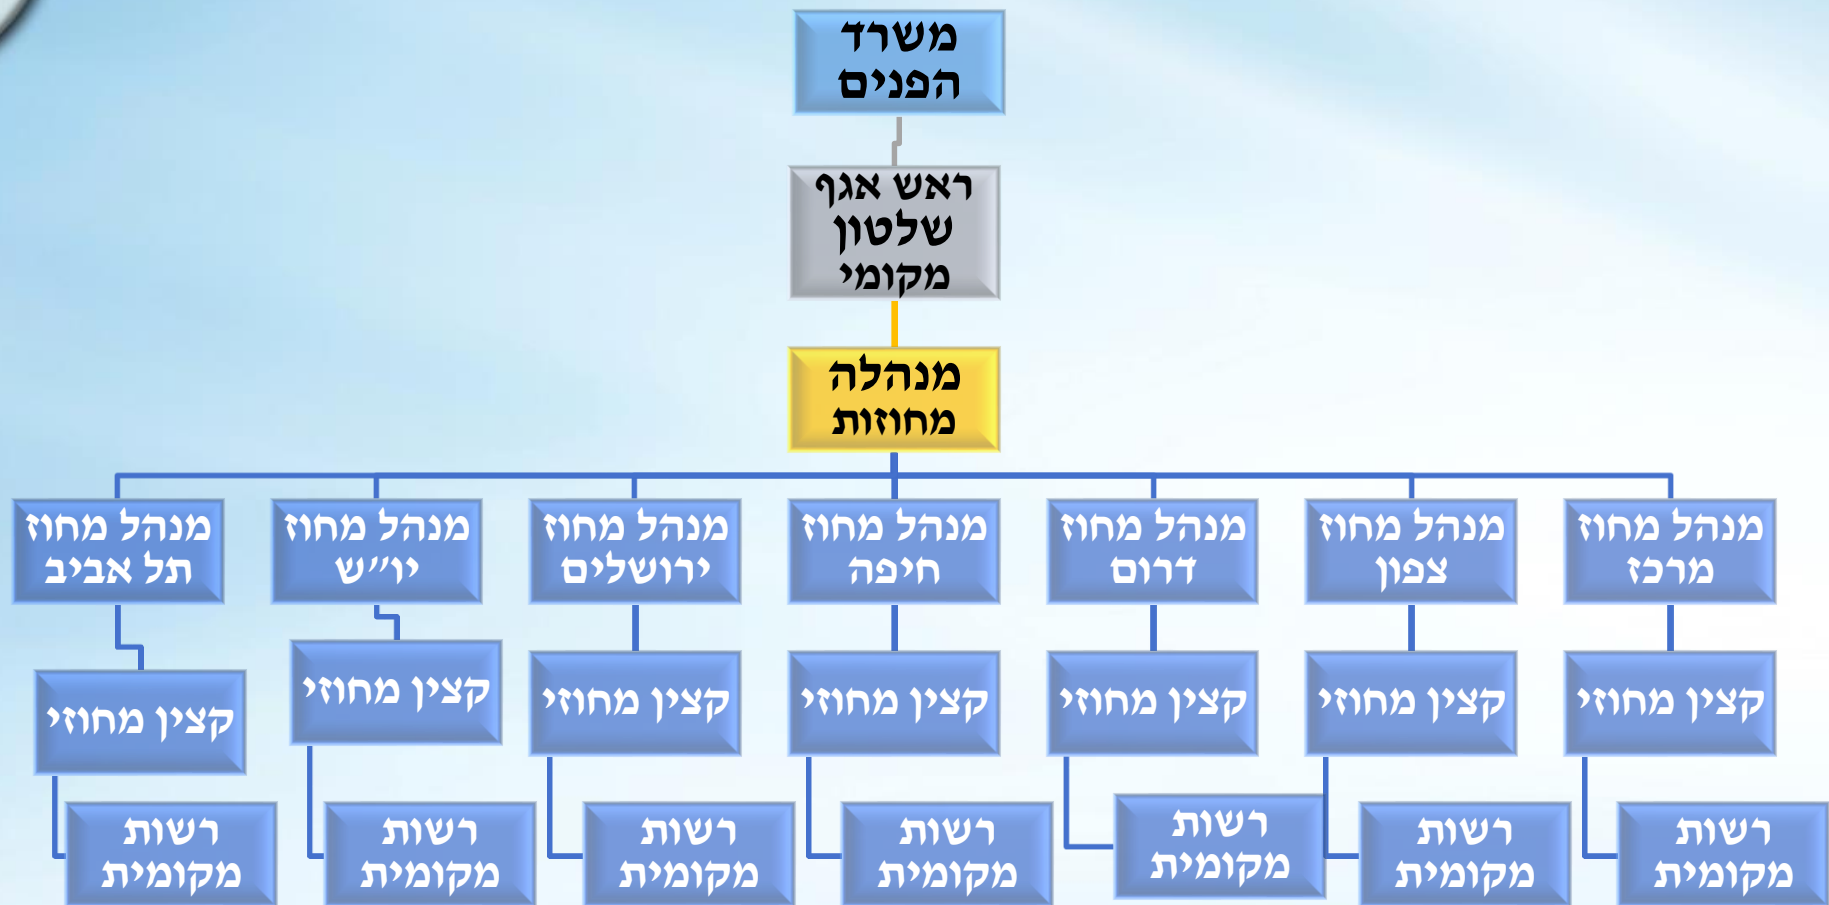 משרד
הפנים
ראש אגף
שלטון
מקומי
מנהלה
מחוזות
מנהל מחוז
מרכז
מנהל מחוז
צפון
מנהל מחוז
דרום
מנהל מחוז
חיפה
מנהל מחוז
ירושלים
מנהל מחוז
יו״ש
מנהל מחוז
תל אביב
קצין מחוזי
קצין מחוזי
קצין מחוזי
קצין מחוזי
קצין מחוזי
קצין מחוזי
קצין מחוזי
רשות
מקומית
רשות
מקומית
רשות
מקומית
רשות
מקומית
רשות
מקומית
רשות
מקומית
רשות
מקומית